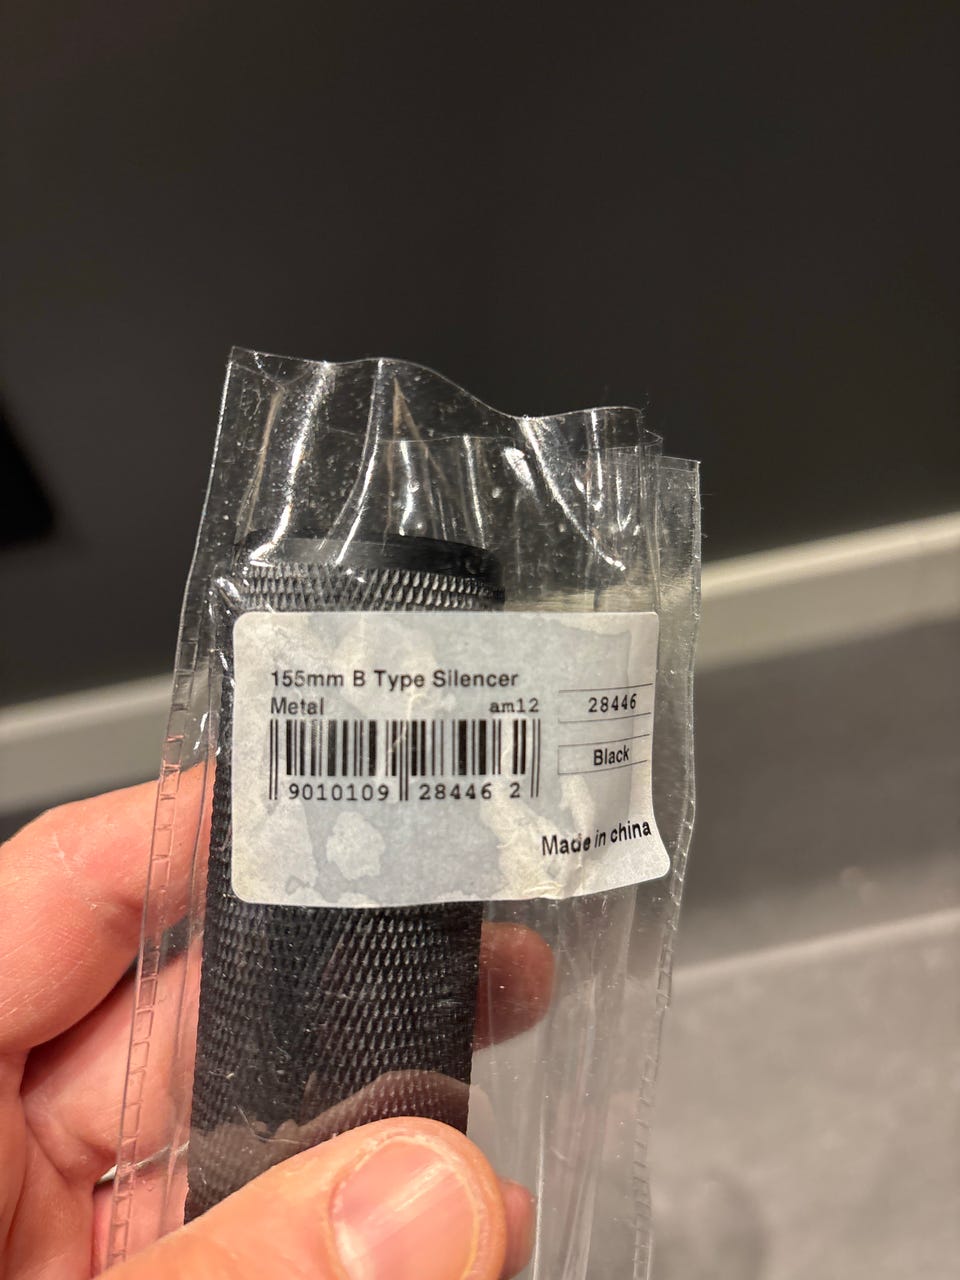 155mm B Type Silencer
Metal am12
28446
Black
9010109 28446 2
Made in china